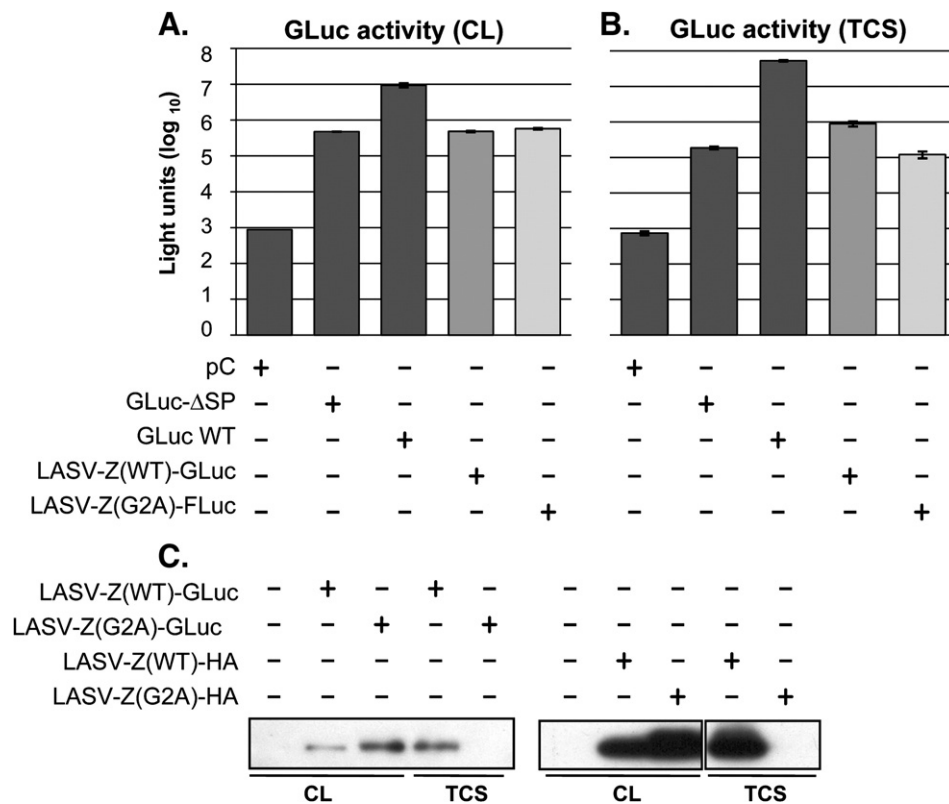 A.
GLuc activity (CL)
B.
GLuc activity (TCS)
Light units (log 10)
8
7
6
5
4
3
2
1
0
pC + – – – – + – – – –
GLuc-ΔSP – + – – – – + – – –
GLuc WT – – + – – – – + – –
LASV-Z(WT)-GLuc – – – + – – – – + –
LASV-Z(G2A)-FLuc – – – – + – – – – +
C.
LASV-Z(WT)-GLuc – + – + – – – – – –
LASV-Z(G2A)-GLuc – – + – + – – – – –
LASV-Z(WT)-HA – – – – – – + – + –
LASV-Z(G2A)-HA – – – – – – – + – +
CL TCS CL TCS